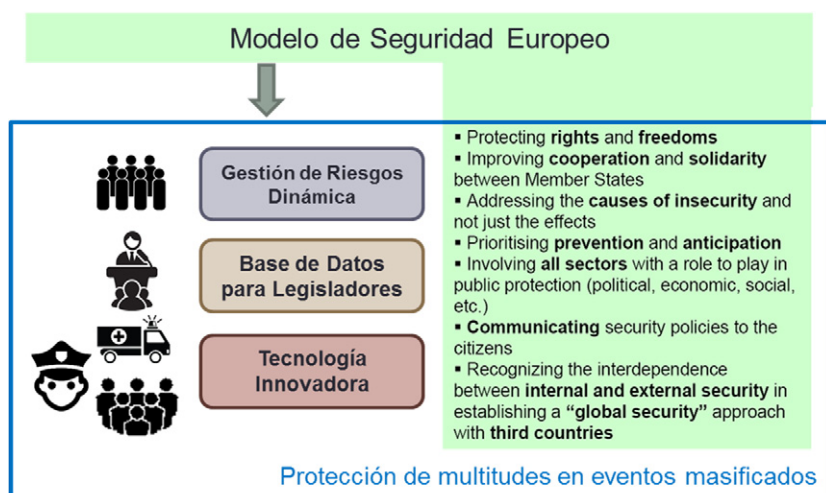 Modelo de Seguridad Europeo
Gestión de Riesgos
Dinámica
Base de Datos
para Legisladores
Tecnología
Innovadora
▪ Protecting rights and freedoms
▪ Improving cooperation and solidarity
between Member States
▪ Addressing the causes of insecurity and
not just the effects
▪ Prioritising prevention and anticipation
▪ Involving all sectors with a role to play in
public protection (political, economic, social,
etc.)
▪ Communicating security policies to the
citizens
▪ Recognizing the interdependence
between internal and external security in
establishing a “global security” approach
with third countries
Protección de multitudes en eventos masificados